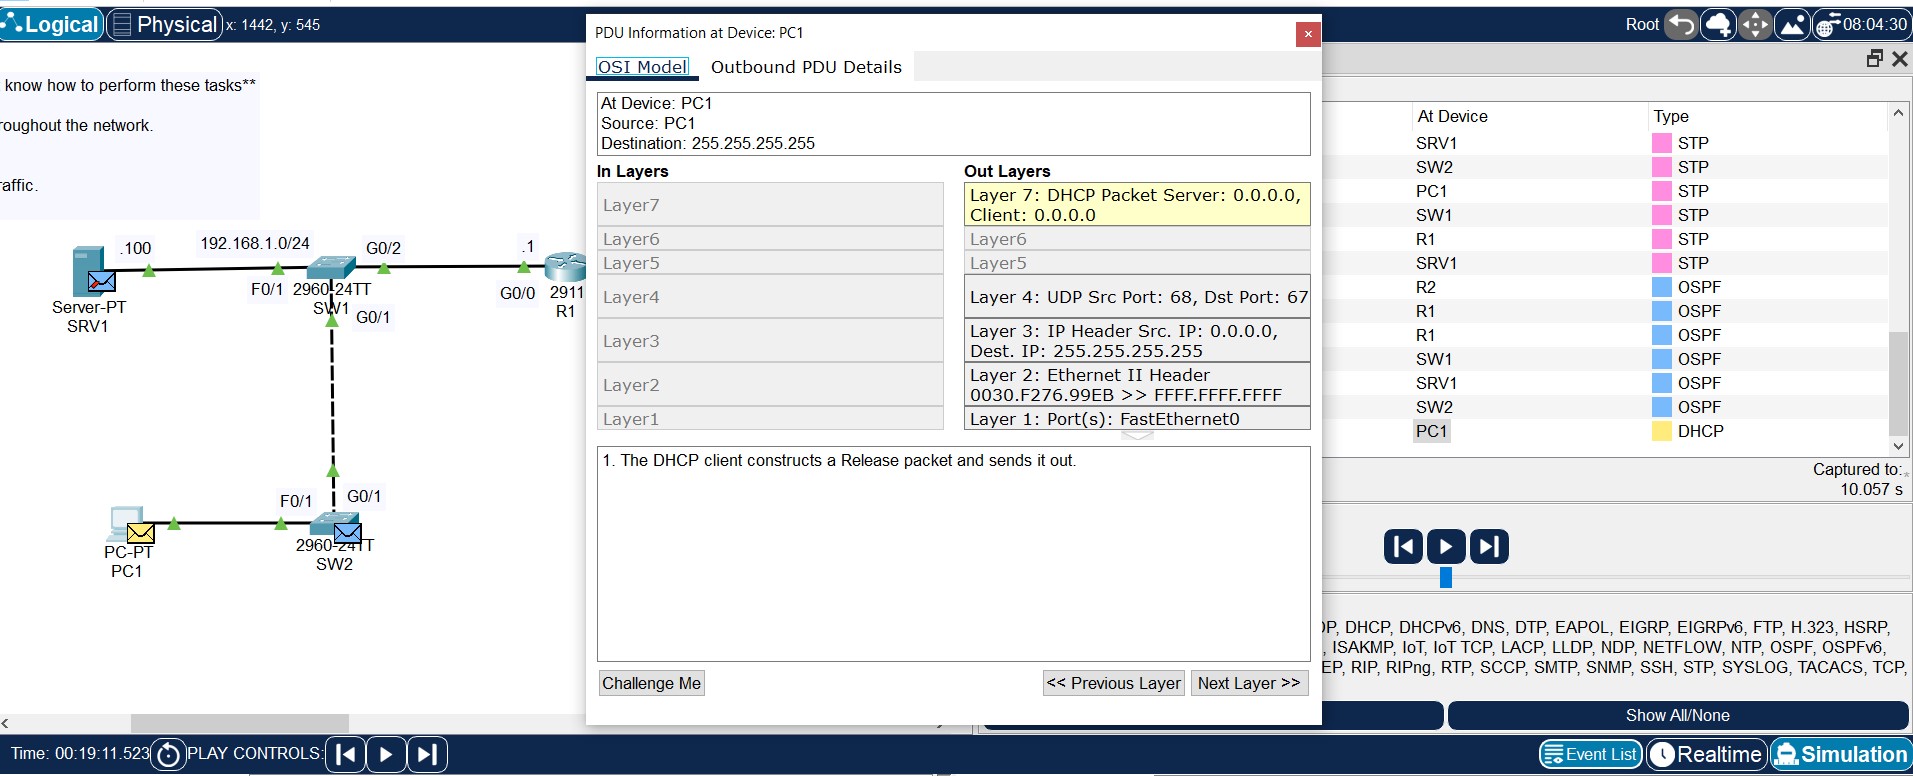 Logical
Physical
x: 1442, y: 545
Root
08:04:30
know how to perform these tasks**
roughout the network.
raffic.
.100
192.168.1.0/24
G0/2
.1
F0/1
2960-24TT
SW1
G0/1
G0/0
2911
R1
Server-PT
SRV1
F0/1
G0/1
2960-24TT
SW2
PC-PT
PC1
PDU Information at Device: PC1
OSI Model
Outbound PDU Details
At Device: PC1
Source: PC1
Destination: 255.255.255.255
In Layers
Layer7
Layer6
Layer5
Layer4
Layer3
Layer2
Layer1
Out Layers
Layer 7: DHCP Packet Server: 0.0.0.0,
Client: 0.0.0.0
Layer6
Layer5
Layer 4: UDP Src Port: 68, Dst Port: 67
Layer 3: IP Header Src. IP: 0.0.0.0,
Dest. IP: 255.255.255.255
Layer 2: Ethernet II Header
0030.F276.99EB >> FFFF.FFFF.FFFF
Layer 1: Port(s): FastEthernet0
1. The DHCP client constructs a Release packet and sends it out.
Challenge Me
<< Previous Layer
Next Layer >>
At Device Type
SRV1 STP
SW2 STP
PC1 STP
SW1 STP
R1 STP
SRV1 STP
R2 OSPF
R1 OSPF
R1 OSPF
SW1 OSPF
SRV1 OSPF
SW2 OSPF
PC1 DHCP
Captured to:
10.057 s
DHCP, DHCPv6, DNS, DTP, EAPOL, EIGRP, EIGRPv6, FTP, H.323, HSRP,
ISAKMP, IoT, IoT TCP, LACP, LLDP, NDP, NETFLOW, NTP, OSPF, OSPFv6,
RIP, RIPng, RTP, SCCP, SMTP, SNMP, SSH, STP, SYSLOG, TACACS, TCP,
Show All/None
Time: 00:19:11.523
PLAY CONTROLS:
Event List
Realtime
Simulation